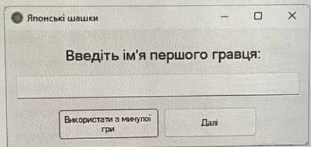 Японські шашки
Введіть ім'я першого гравця:
Використати з минулої
гри
Далі